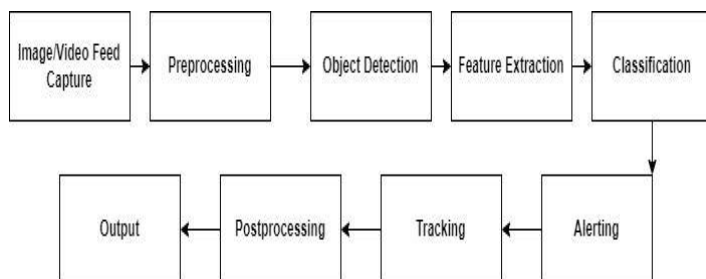 Image/Video Feed
Capture
Preprocessing
Object Detection
Feature Extraction
Classification
Alerting
Tracking
Postprocessing
Output